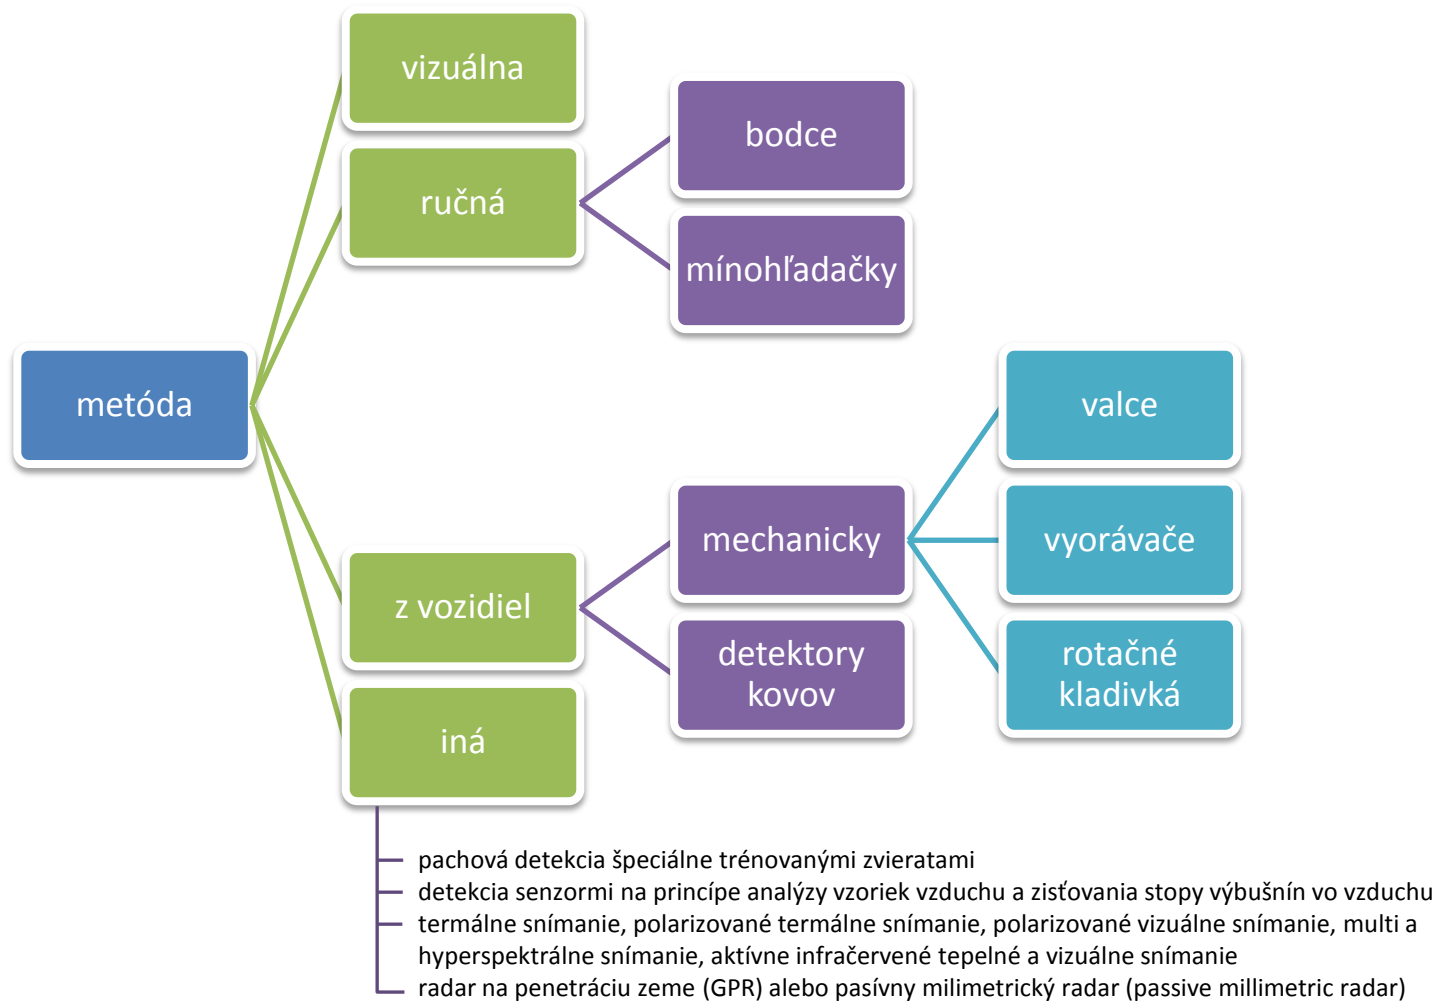 vizuálna
ručná
bodce
mínohľadačky
metóda
z vozidiel
iná
mechanicky
detektory
kovov
valce
vyorávače
rotačné
kladivká
pachová detekcia špeciálne trénovanými zvieratami
detekcia senzormi na princípe analýzy vzoriek vzduchu a zisťovania stopy výbušnín vo vzduchu
termálne snímanie, polarizované termálne snímanie, polarizované vizuálne snímanie, multi a
hyperspektrálne snímanie, aktívne infračervené tepelné a vizuálne snímanie
radar na penetráciu zeme (GPR) alebo pasívny milimetrický radar (passive millimetric radar)